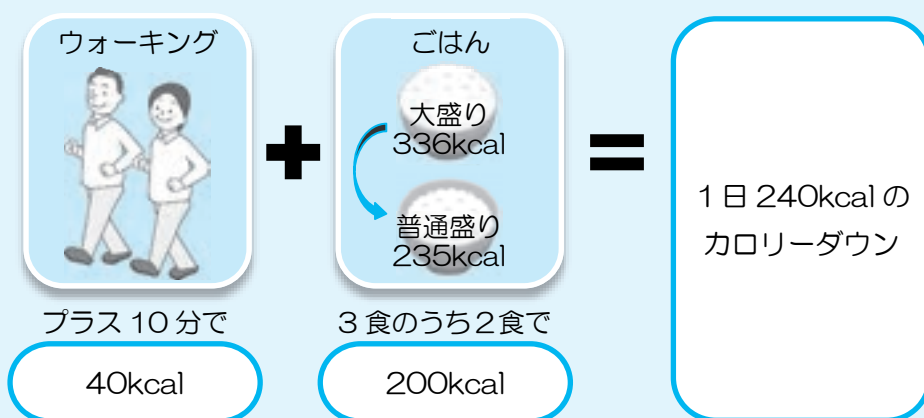 ウォーキング
プラス10分で
40kcal
ごはん
大盛り
336kcal
普通盛り
235kcal
3食のうち2食で
200kcal
1日240kcalの
カロリーダウン